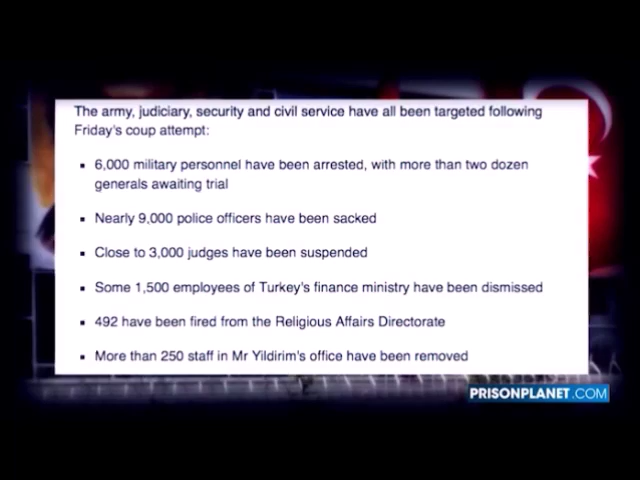 The army, judiciary, security and civil service have all been targeted following
Friday's coup attempt:
▪ 6,000 military personnel have been arrested, with more than two dozen
generals awaiting trial
▪ Nearly 9,000 police officers have been sacked
▪ Close to 3,000 judges have been suspended
▪ Some 1,500 employees of Turkey's finance ministry have been dismissed
▪ 492 have been fired from the Religious Affairs Directorate
▪ More than 250 staff in Mr Yildirim's office have been removed
PRISONPLANET.COM